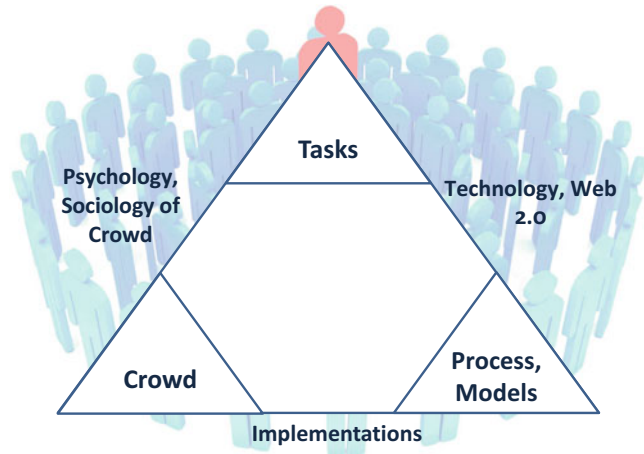 Tasks
Psychology,
Sociology of
Crowd
Technology, Web
2.0
Crowd
Process,
Models
Implementations